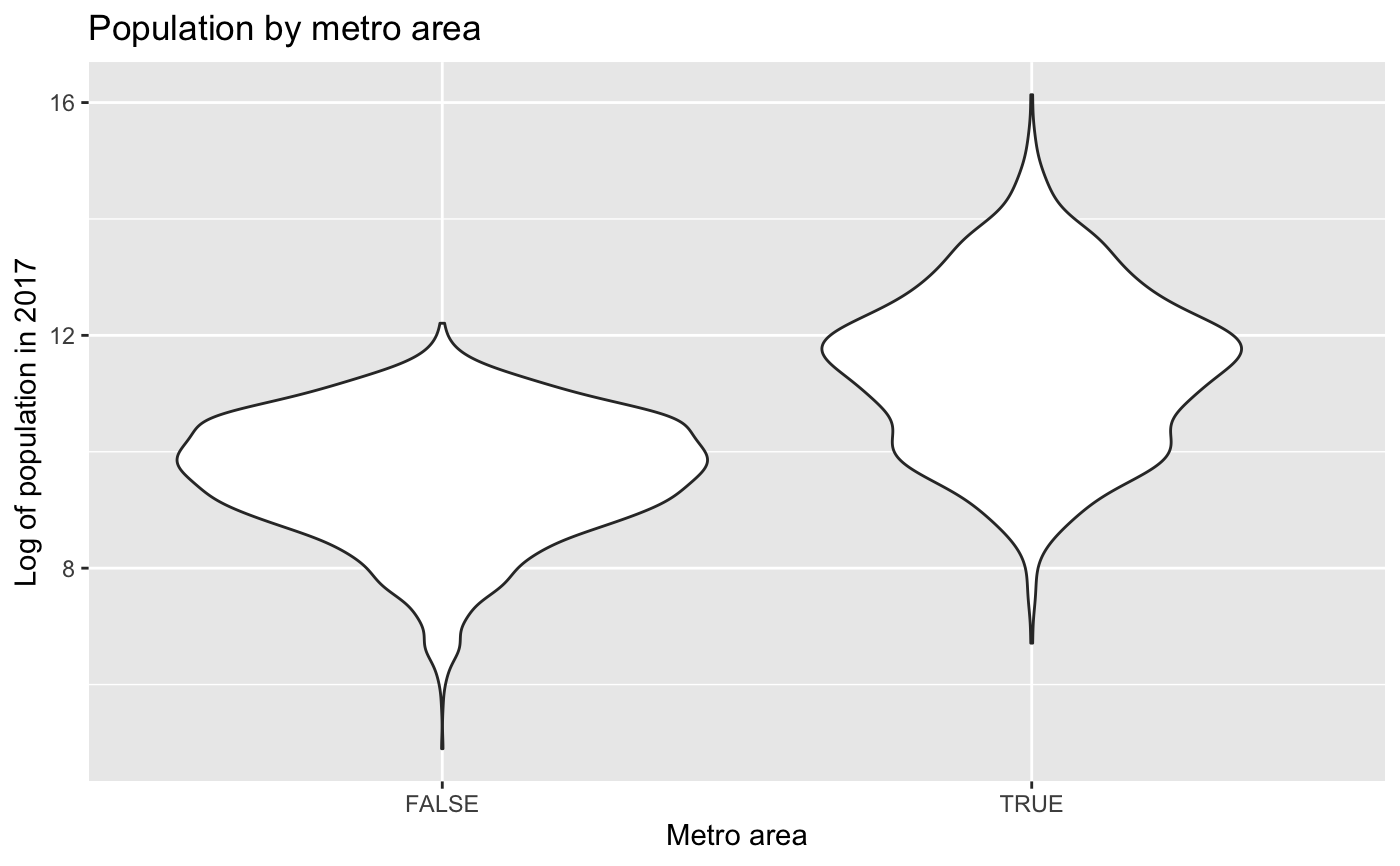 Population by metro area
Log of population in 2017
16
12
8
FALSE
TRUE
Metro area